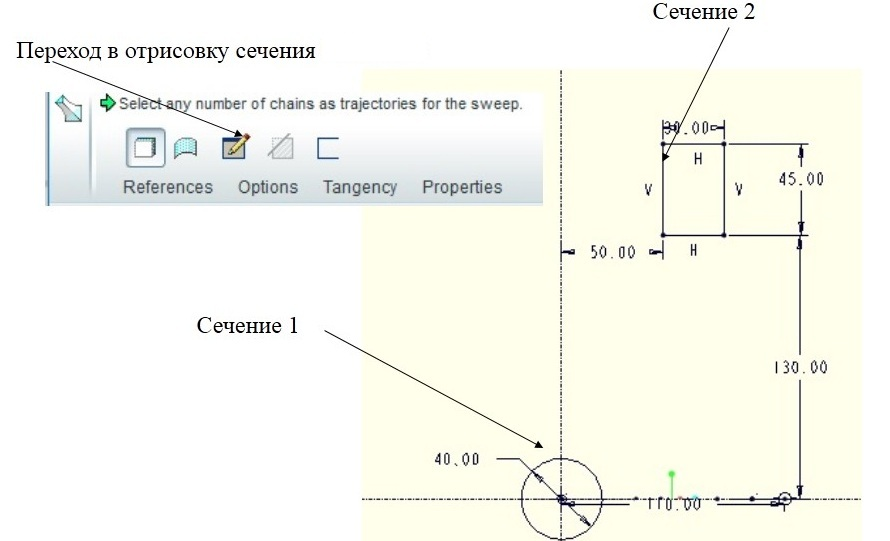 Сечение 2
Переход в отрисовку сечения
Select any number of chains as trajectories for the sweep.
References Options Tangency Properties
30.00
H
V V
45.00
50.00 H
Сечение 1
130.00
40.00
110.00